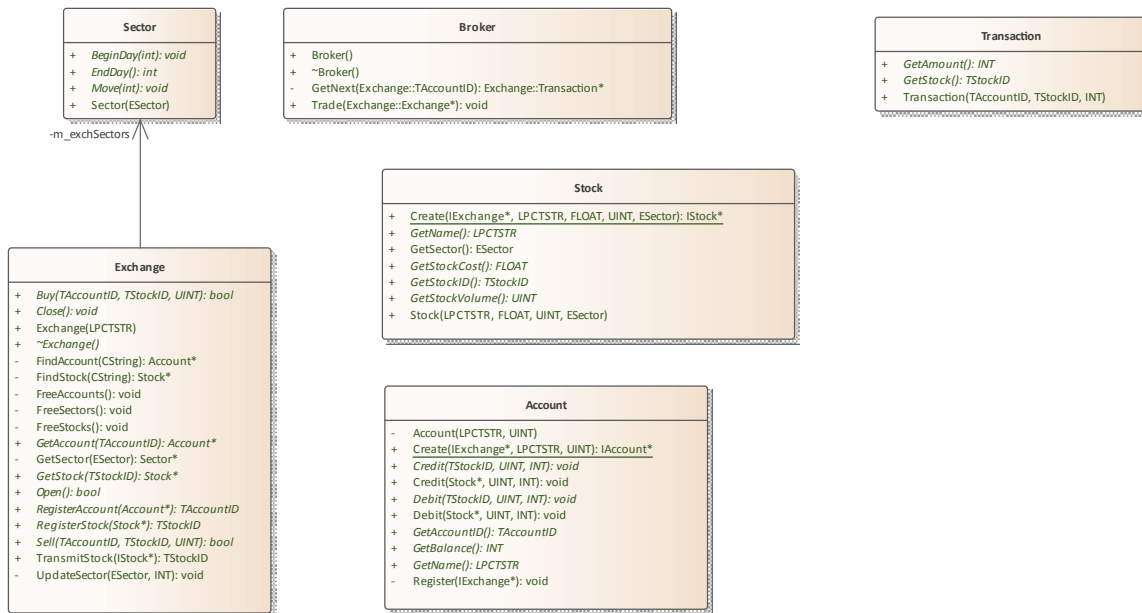 Sector
+ BeginDay(int): void
+ EndDay(): int
+ Move(int): void
+ Sector(ESector)
-m_exchSectors
Broker
+ Broker()
+ ~Broker()
- GetNext(Exchange::TAccountID): Exchange::Transaction*
+ Trade(Exchange::Exchange*): void
Transaction
+ GetAmount(): INT
+ GetStock(): TStockID
+ Transaction(TAccountID, TStockID, INT)
Stock
+ Create(IExchange*, LPCTSTR, FLOAT, UINT, ESector): IStock*
+ GetName(): LPCTSTR
+ GetSector(): ESector
+ GetStockCost(): FLOAT
+ GetStockID(): TStockID
+ GetStockVolume(): UINT
+ Stock(LPCTSTR, FLOAT, UINT, ESector)
Exchange
+ Buy(TAccountID, TStockID, UINT): bool
+ Close(): void
+ Exchange(LPCTSTR)
+ ~Exchange()
- FindAccount(CString): Account*
- FindStock(CString): Stock*
- FreeAccounts(): void
- FreeSectors(): void
- FreeStocks(): void
+ GetAccount(TAccountID): Account*
- GetSector(ESector): Sector*
+ GetStock(TStockID): Stock*
+ Open(): bool
+ RegisterAccount(Account*): TAccountID
+ RegisterStock(Stock*): TStockID
+ Sell(TAccountID, TStockID, UINT): bool
+ TransmitStock(IStock*): TStockID
- UpdateSector(ESector, INT): void
Account
- Account(LPCTSTR, UINT)
+ Create(IExchange*, LPCTSTR, UINT): IAccount*
+ Credit(TStockID, UINT, INT): void
+ Credit(Stock*, UINT, INT): void
+ Debit(TStockID, UINT, INT): void
+ Debit(Stock*, UINT, INT): void
+ GetAccountID(): TAccountID
+ GetBalance(): INT
+ GetName(): LPCTSTR
- Register(IExchange*): void